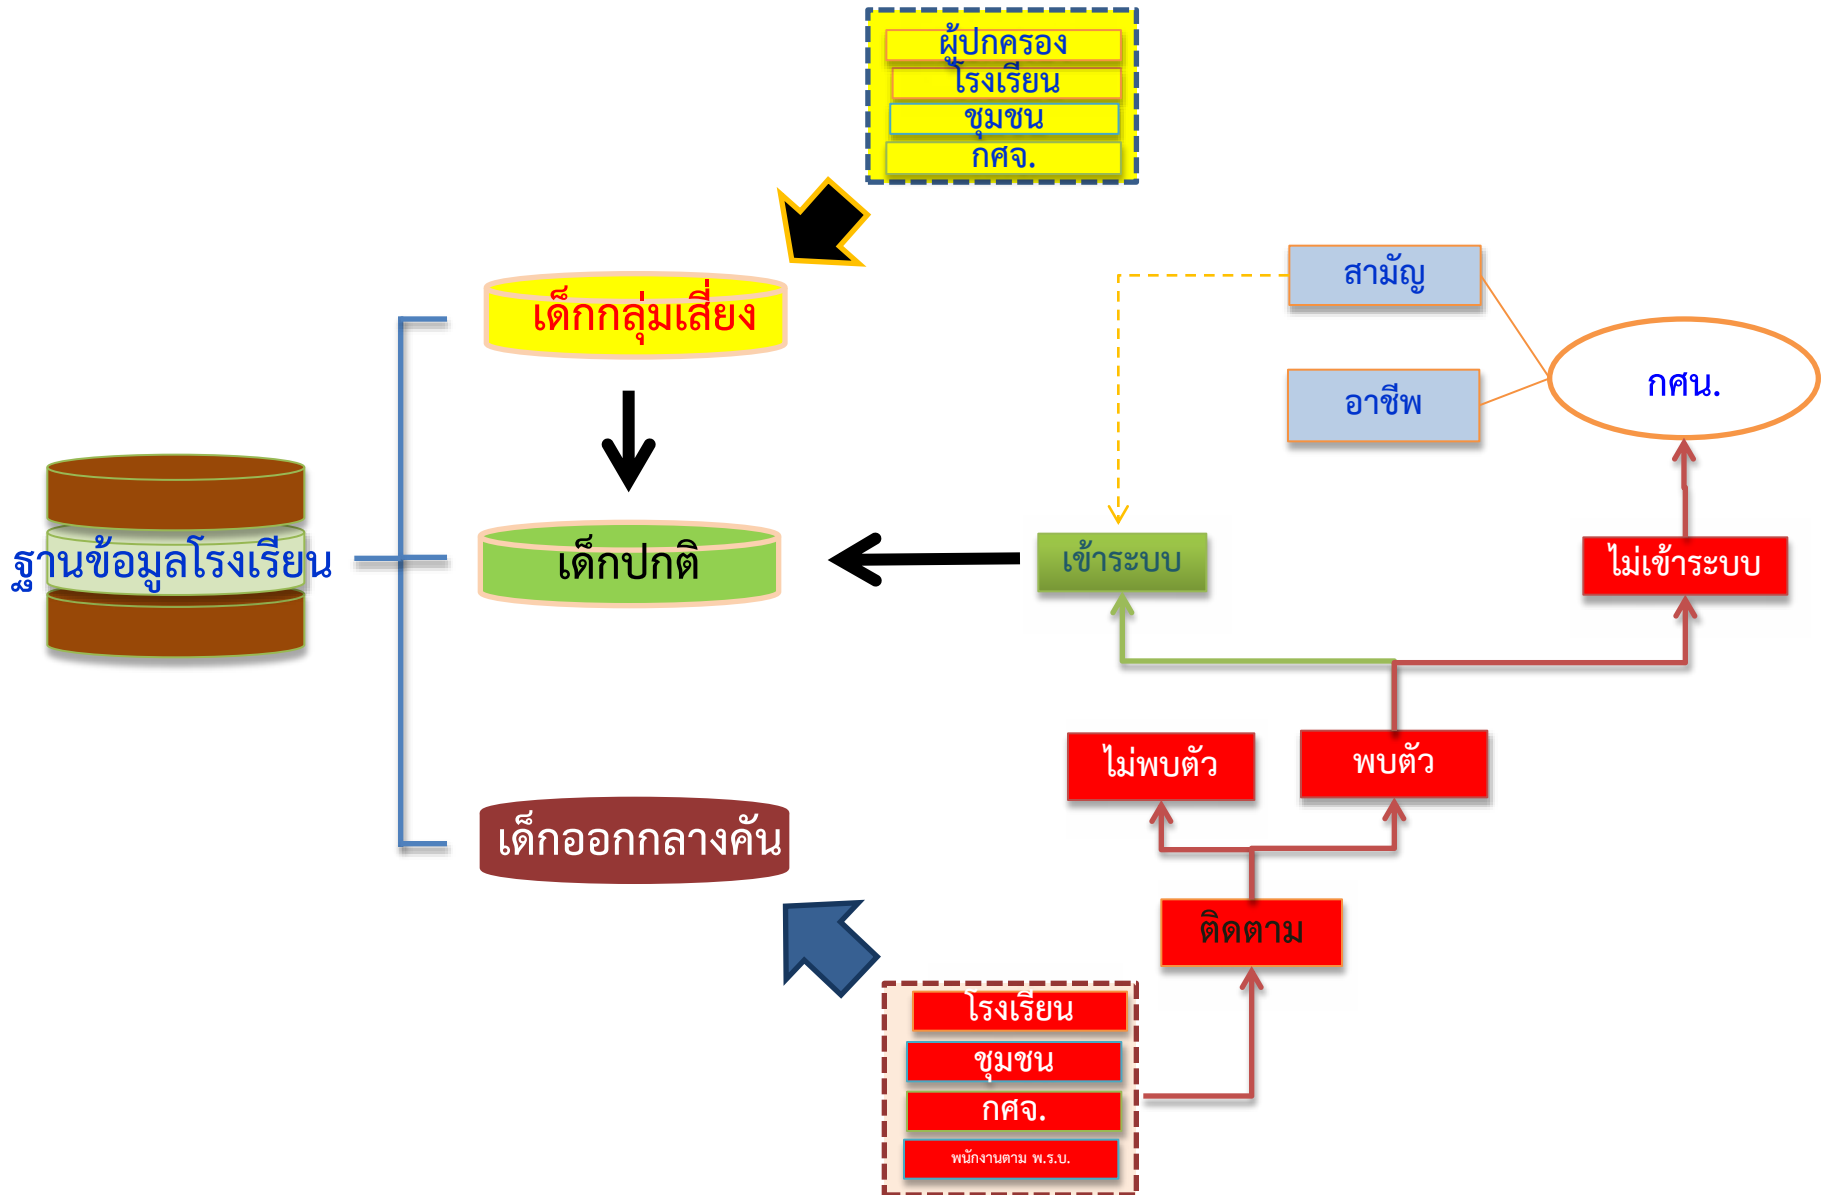 ผู้ปกครอง
โรงเรียน
ชุมชน
กศจ.
เด็กกลุ่มเสี่ยง
สามัญ
กศน.
อาชีพ
ฐานข้อมูลโรงเรียน
เด็กปกติ
เข้าระบบ
ไม่เข้าระบบ
ไม่พบตัว
พบตัว
เด็กออกกลางคัน
ติดตาม
โรงเรียน
ชุมชน
กศจ.
พนักงานตาม พ.ร.บ.